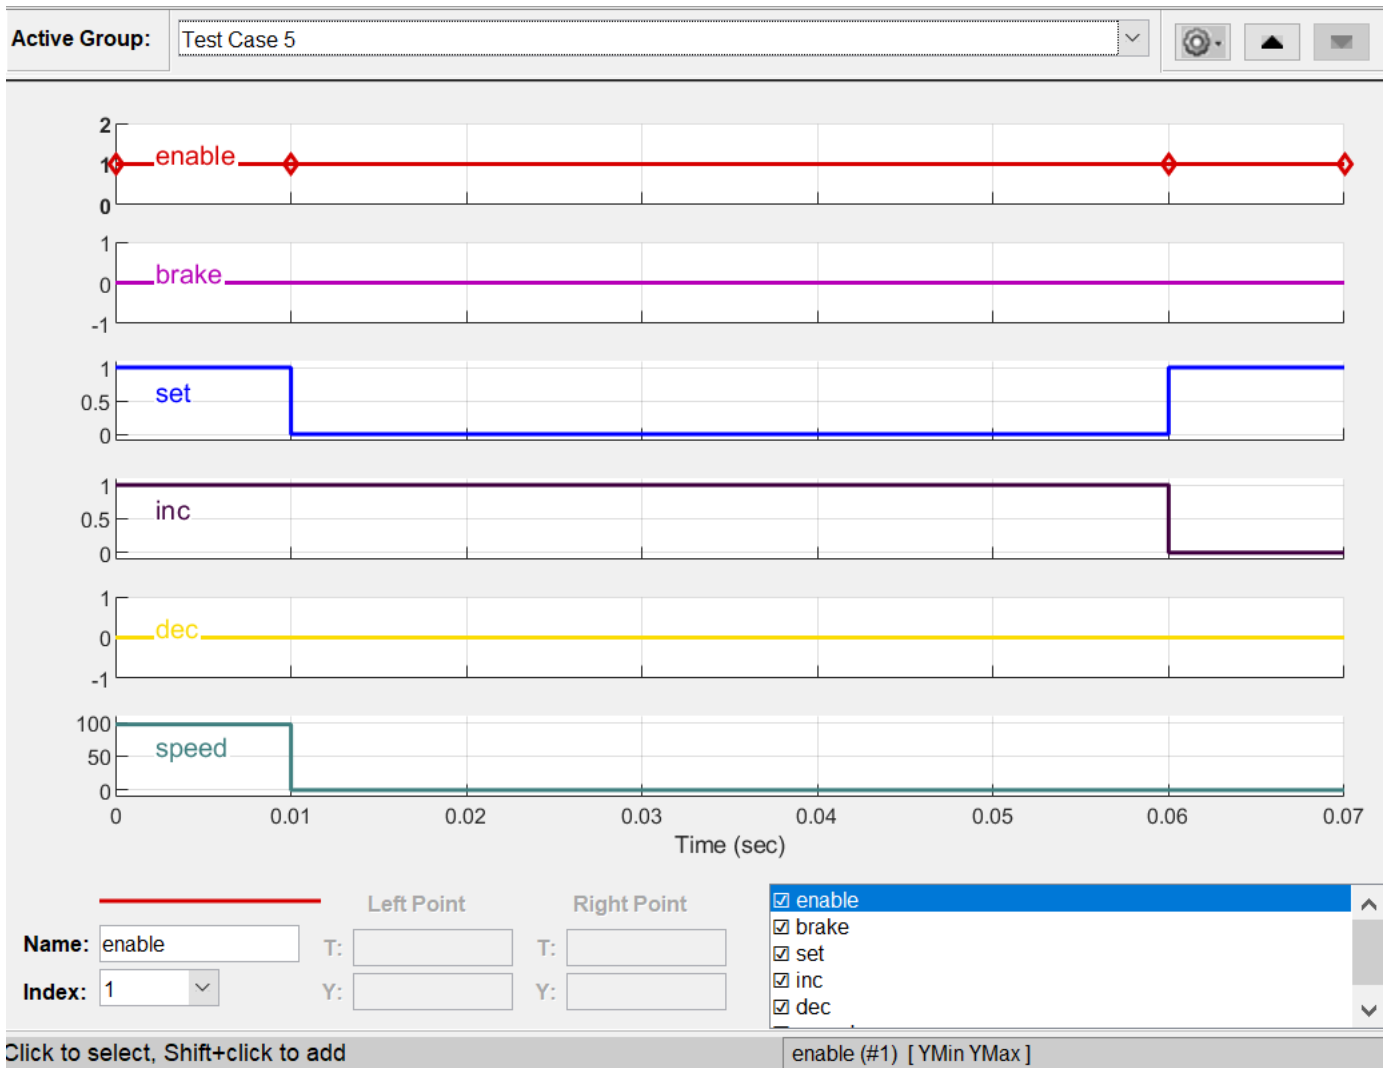 Active Group: Test Case 5
2
1
0
enable
1
0
-1
brake
1
0.5
0
set
1
0.5
0
inc
1
0
-1
dec
100
50
0
speed
0 0.01 0.02 0.03 0.04 0.05 0.06 0.07
Time (sec)
Left Point Right Point
Name: enable T: T:
Index: 1 Y: Y:
enable
brake
set
inc
dec
Click to select, Shift+click to add
enable (#1) [ YMin YMax ]